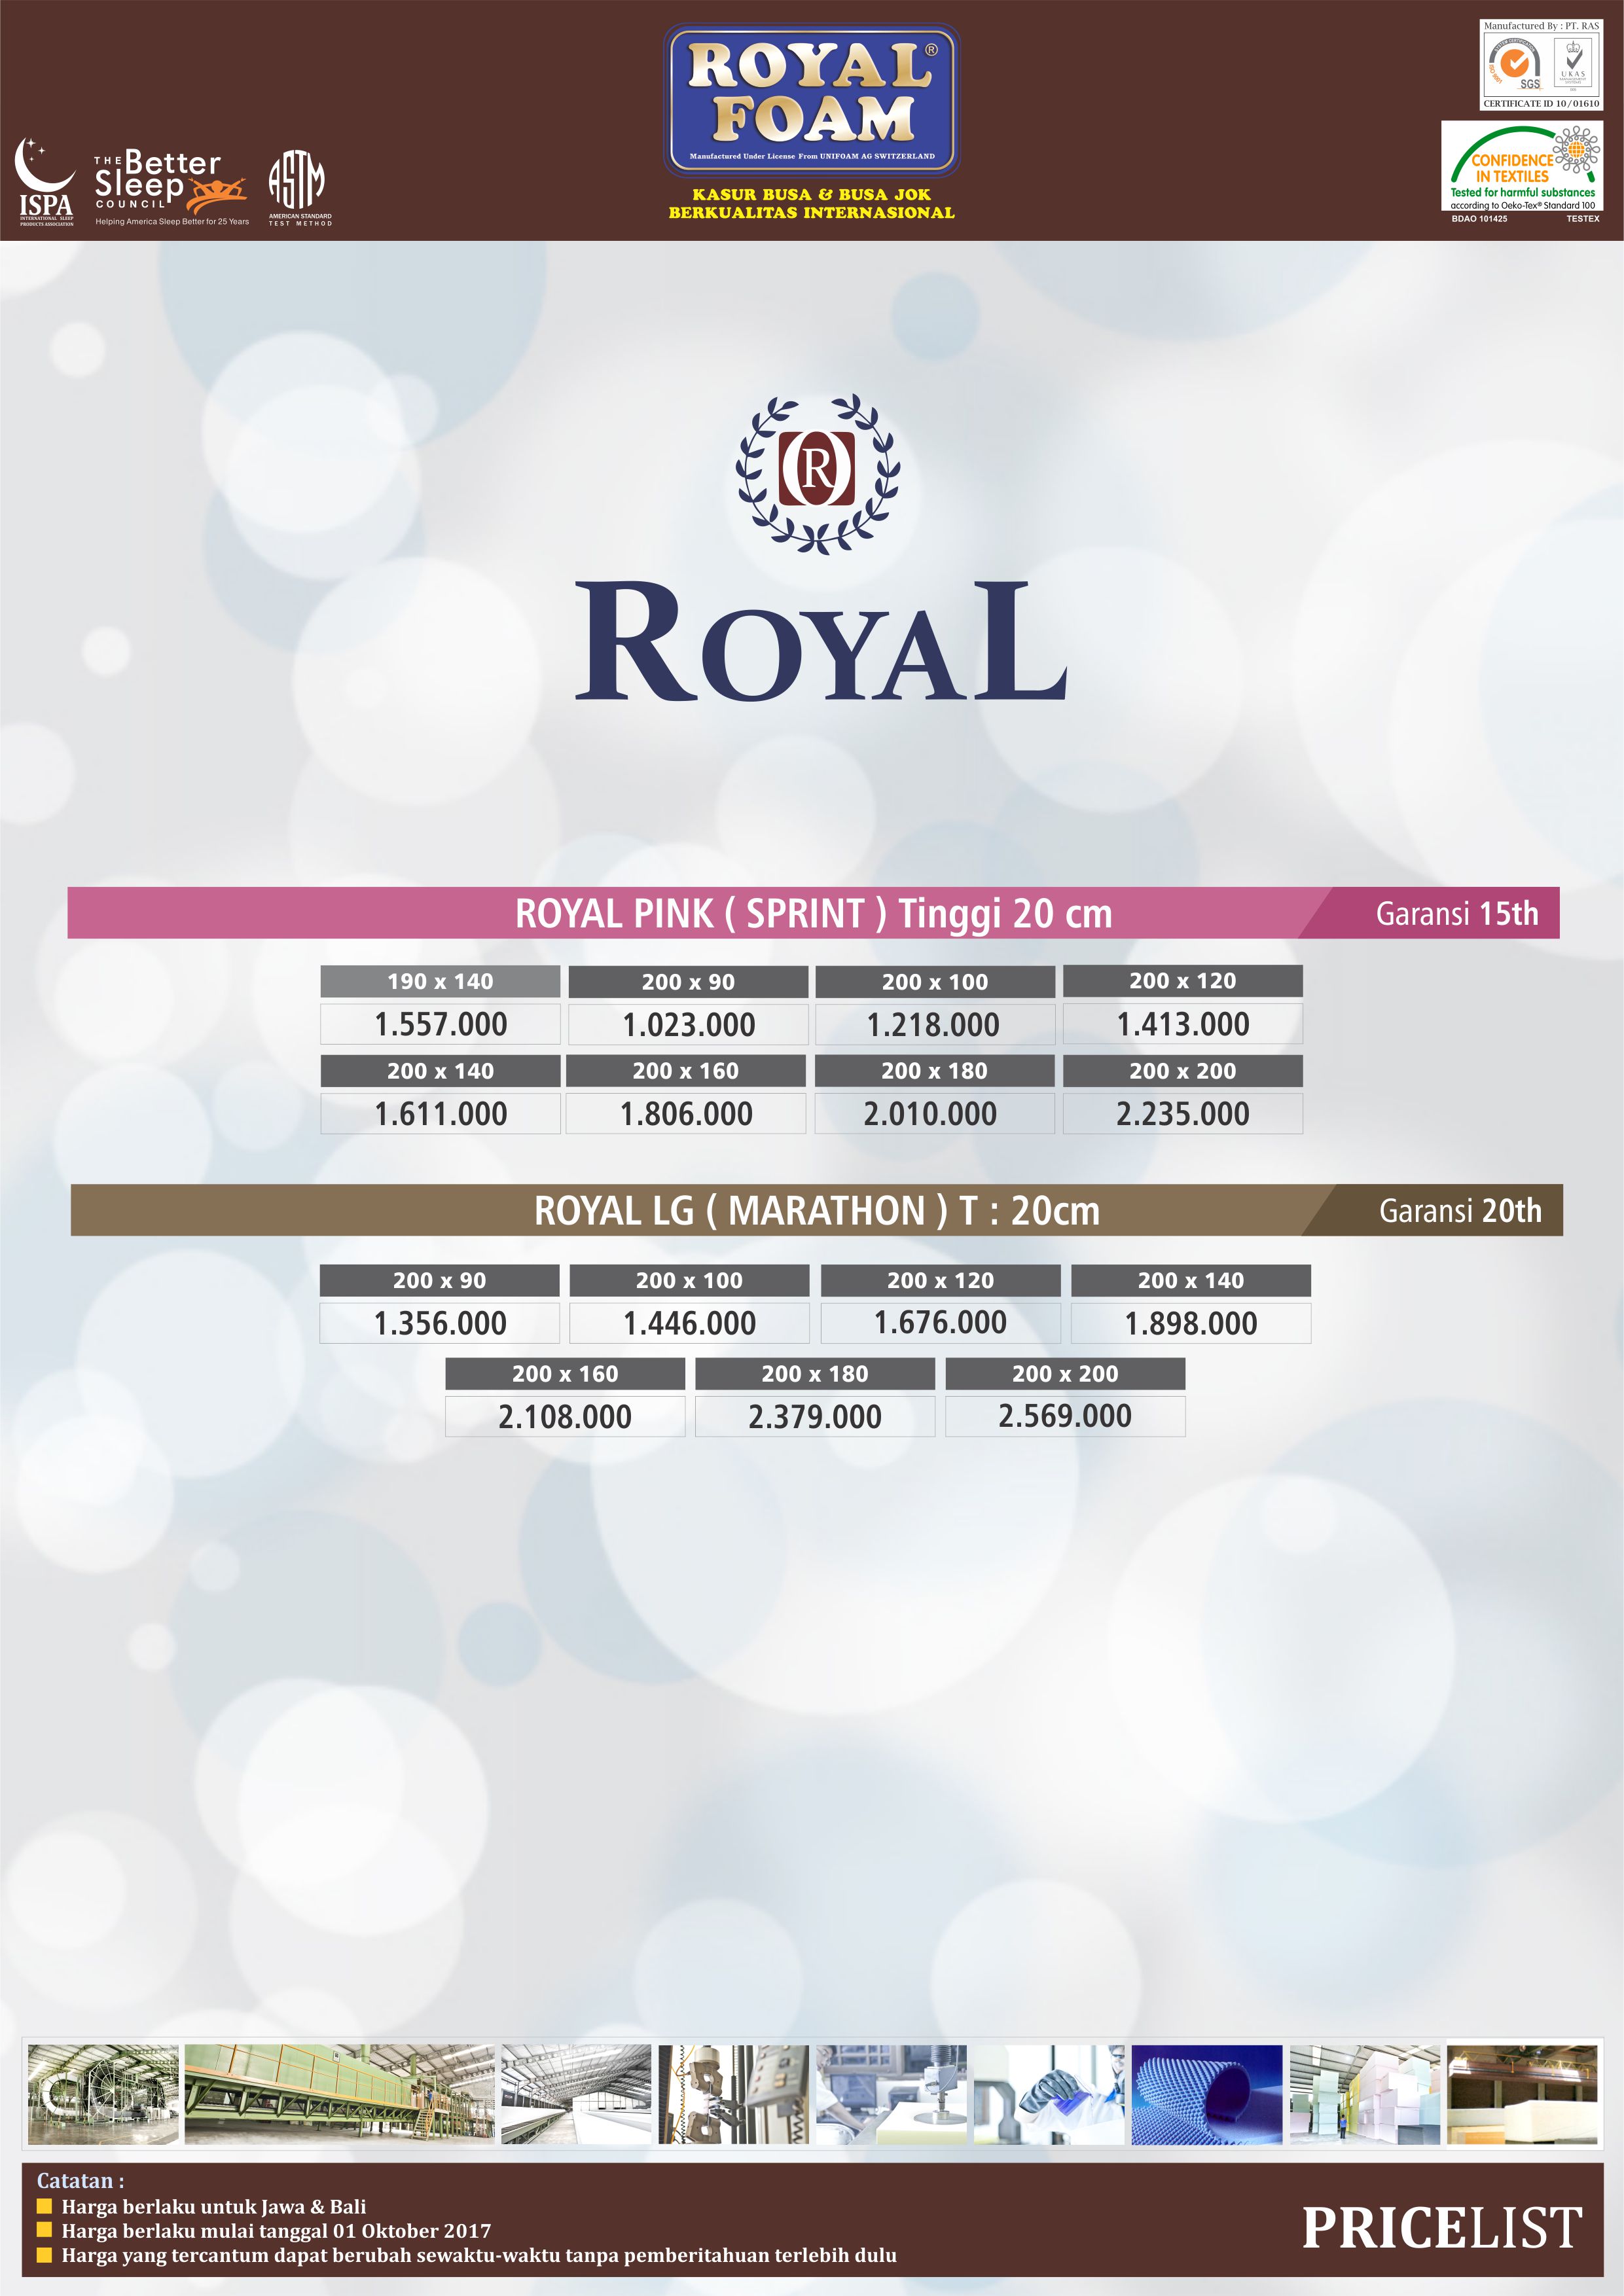 ROYAL®
FOAM
Manufactured Under License From UNIFOAM AG SWITZERLAND
KASUR BUSA & BUSA JOK
BERKUALITAS INTERNASIONAL
ISPA
INTERNATIONAL SLEEP
PRODUCTS ASSOCIATION
THE Better
Sleep
COUNCIL
Helping America Sleep Better for 25 Years
ASTM
AMERICAN STANDARD
TEST METHOD
Manufactured By : PT. RAS
SGS
UKAS
CERTIFICATE ID 10/01610
CONFIDENCE
IN TEXTILES
Tested for harmful substances
according to Oeko-Tex® Standard 100
BDAO 101425 TESTEX
R
ROYAL
ROYAL PINK ( SPRINT ) Tinggi 20 cm Garansi 15th
190 x 140 200 x 90 200 x 100 200 x 120
1.557.000 1.023.000 1.218.000 1.413.000
200 x 140 200 x 160 200 x 180 200 x 200
1.611.000 1.806.000 2.010.000 2.235.000
ROYAL LG ( MARATHON ) T : 20cm Garansi 20th
200 x 90 200 x 100 200 x 120 200 x 140
1.356.000 1.446.000 1.676.000 1.898.000
200 x 160 200 x 180 200 x 200
2.108.000 2.379.000 2.569.000
Catatan :
Harga berlaku untuk Jawa & Bali
Harga berlaku mulai tanggal 01 Oktober 2017
Harga yang tercantum dapat berubah sewaktu-waktu tanpa pemberitahuan terlebih dulu
PRICELIST